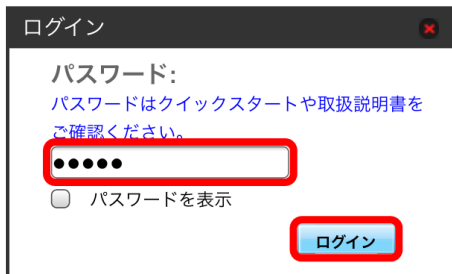 ログイン
パスワード:
パスワードはクイックスタートや取扱説明書を
ご確認ください。
●●●●●
パスワードを表示
ログイン